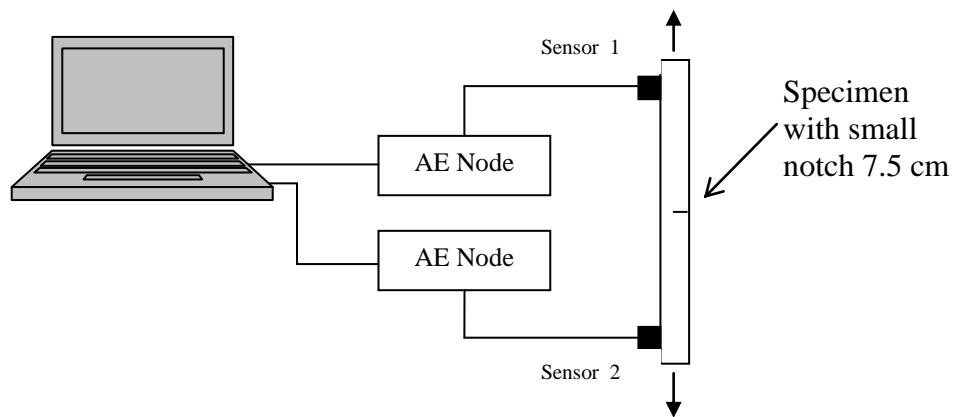 Sensor 1
Specimen
with small
notch 7.5 cm
AE Node
AE Node
Sensor 2